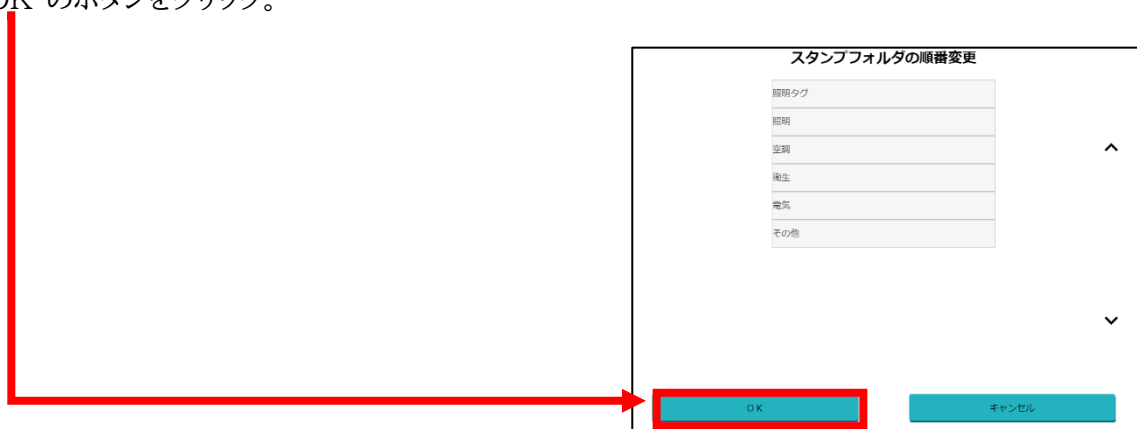 OK のボタンをクリック。
スタンプフォルダの順番変更
照明タグ
照明
空調
衛生
電気
その他
OK
キャンセル